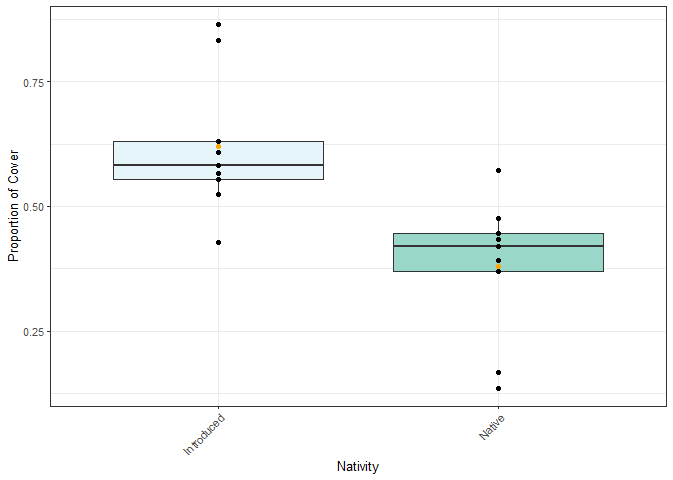 Proportion of Cover
0.75
0.50
0.25
Introduced
Native
Nativity